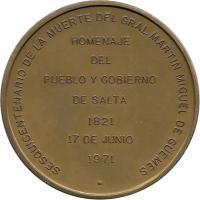 SESQUICENTENARIO DE LA MUERTE DEL GRAL. MARTIN MIGUEL DE GUEMES
HOMENAJE
DEL
PUEBLO Y GOBIERNO
DE SALTA
1821
17 DE JUNIO
1971